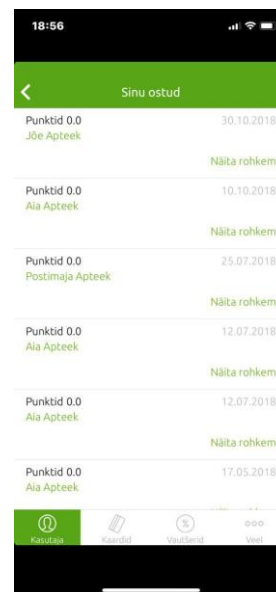 18:56
Sinu ostud
Punktid 0.0 30.10.2018
Jõe Apteek
Näita rohkem
Punktid 0.0 10.10.2018
Aia Apteek
Näita rohkem
Punktid 0.0 25.07.2018
Postimaja Apteek
Näita rohkem
Punktid 0.0 12.07.2018
Aia Apteek
Näita rohkem
Punktid 0.0 12.07.2018
Aia Apteek
Näita rohkem
Punktid 0.0 17.05.2018
Aia Apteek
Kasutaja Kaardid Vautšerid Veel